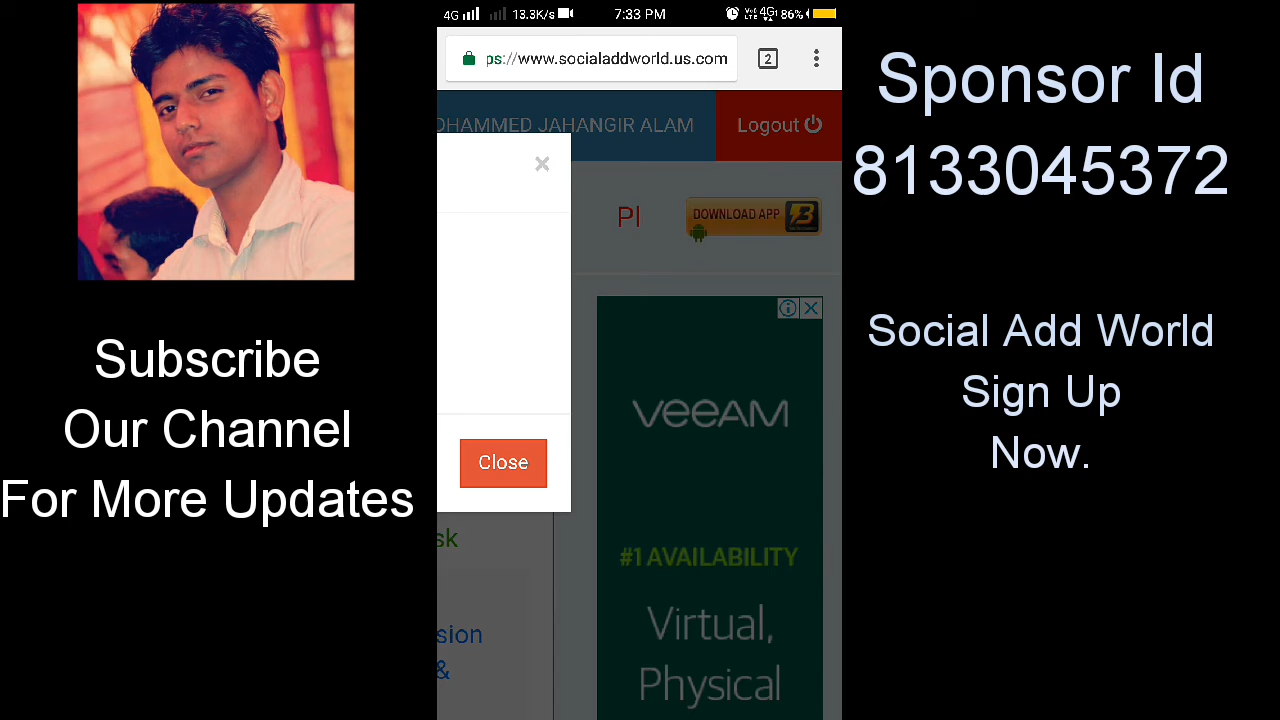 Subscribe
Our Channel
For More Updates
4G 13.3K/s 7:33 PM 4G 86%
ps://www.socialaddworld.us.com 2
OHAMMED JAHANGIR ALAM Logout
×
Pl DOWNLOAD APP
Close
VEEAM
sk
#1 AVAILABILITY
Virtual,
sion
&
Physical
Sponsor Id
8133045372
Social Add World
Sign Up
Now.